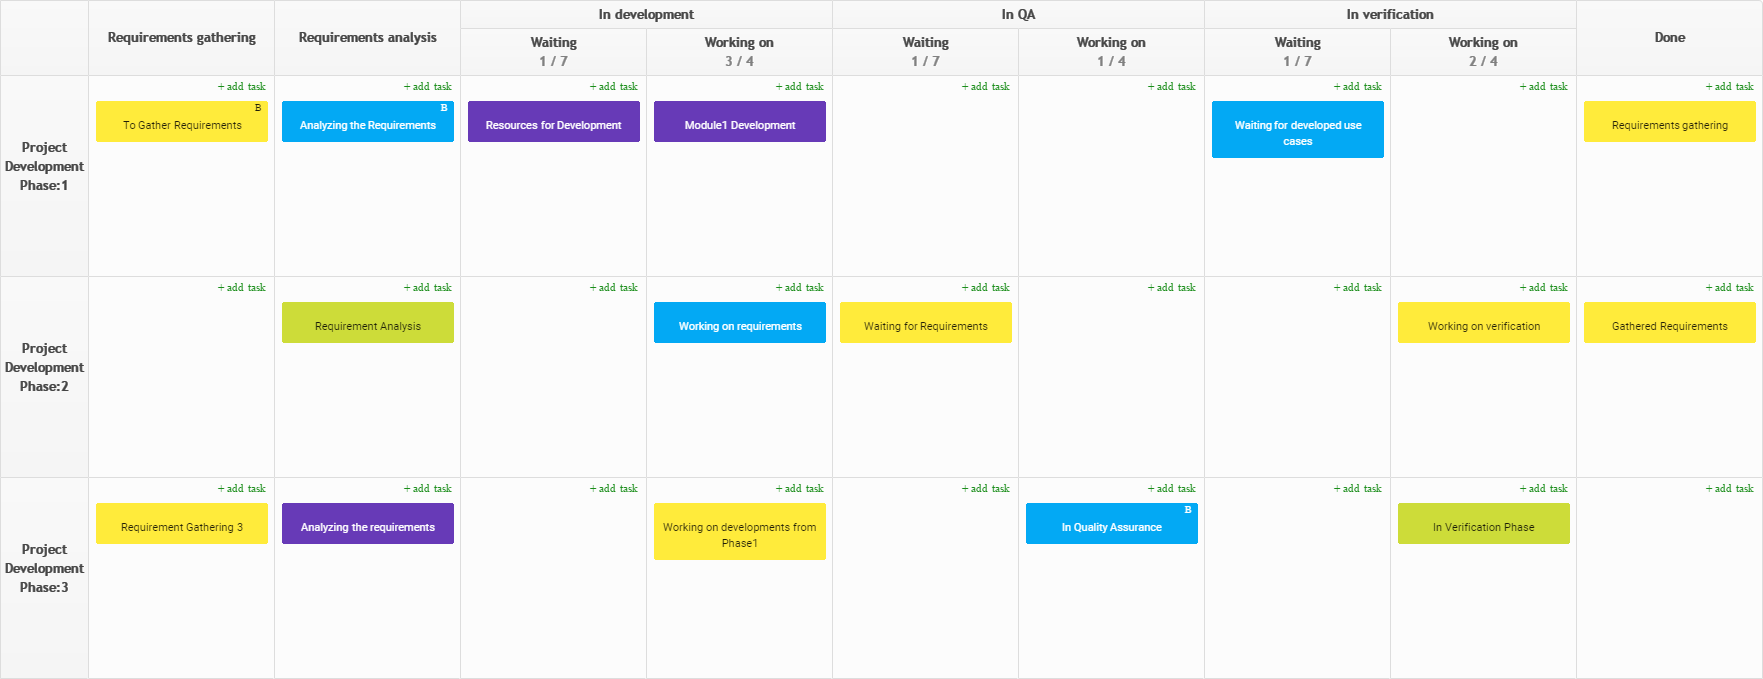 In development
In QA
In verification
Requirements gathering
Requirements analysis
Done
Waiting
Working on
Waiting
Working on
Waiting
Working on
1 / 7
3 / 4
1 / 7
1 / 4
1 / 7
2 / 4
Project
Development
Phase:1
+ add task
+ add task
+ add task
+ add task
+ add task
+ add task
+ add task
+ add task
+ add task
B
To Gather Requirements
B
Analyzing the Requirements
Resources for Development
Module1 Development
Waiting for developed use
cases
Requirements gathering
Project
Development
Phase:2
+ add task
+ add task
+ add task
+ add task
+ add task
+ add task
+ add task
+ add task
+ add task
Requirement Analysis
Working on requirements
Waiting for Requirements
Working on verification
Gathered Requirements
Project
Development
Phase:3
+ add task
+ add task
+ add task
+ add task
+ add task
+ add task
+ add task
+ add task
+ add task
Requirement Gathering 3
Analyzing the requirements
Working on developments from
Phase1
B
In Quality Assurance
In Verification Phase